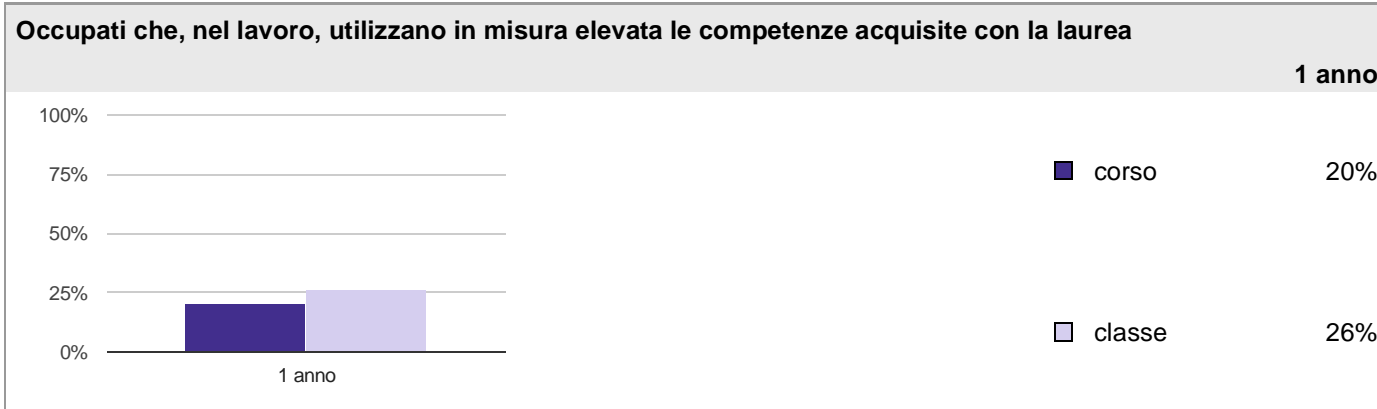 Occupati che, nel lavoro, utilizzano in misura elevata le competenze acquisite con la laurea
1 anno
100%
75%
50%
25%
0%
1 anno
corso 20%
classe 26%